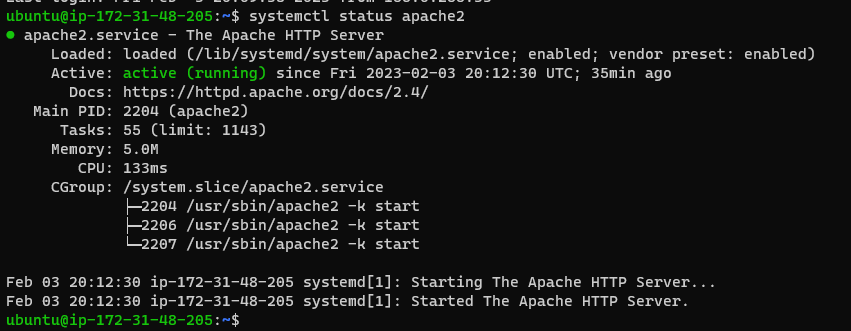 ubuntu@ip-172-31-48-205:~$ systemctl status apache2
● apache2.service - The Apache HTTP Server
     Loaded: loaded (/lib/systemd/system/apache2.service; enabled; vendor preset: enabled)
     Active: active (running) since Fri 2023-02-03 20:12:30 UTC; 35min ago
       Docs: https://httpd.apache.org/docs/2.4/
   Main PID: 2204 (apache2)
      Tasks: 55 (limit: 1143)
     Memory: 5.0M
        CPU: 133ms
     CGroup: /system.slice/apache2.service
             ├─2204 /usr/sbin/apache2 -k start
             ├─2206 /usr/sbin/apache2 -k start
             └─2207 /usr/sbin/apache2 -k start
Feb 03 20:12:30 ip-172-31-48-205 systemd[1]: Starting The Apache HTTP Server...
Feb 03 20:12:30 ip-172-31-48-205 systemd[1]: Started The Apache HTTP Server.
ubuntu@ip-172-31-48-205:~$